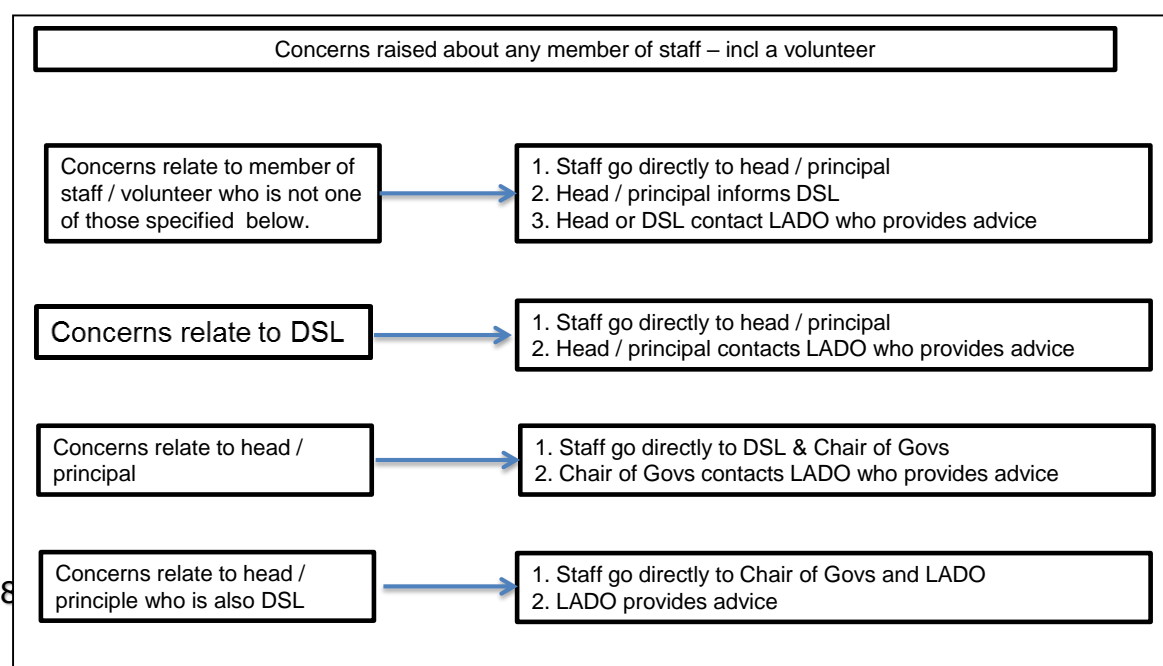 Concerns raised about any member of staff – incl a volunteer
Concerns relate to member of
staff / volunteer who is not one
of those specified below.
1. Staff go directly to head / principal
2. Head / principal informs DSL
3. Head or DSL contact LADO who provides advice
Concerns relate to DSL
1. Staff go directly to head / principal
2. Head / principal contacts LADO who provides advice
Concerns relate to head /
principal
1. Staff go directly to DSL & Chair of Govs
2. Chair of Govs contacts LADO who provides advice
Concerns relate to head /
principle who is also DSL
1. Staff go directly to Chair of Govs and LADO
2. LADO provides advice
8